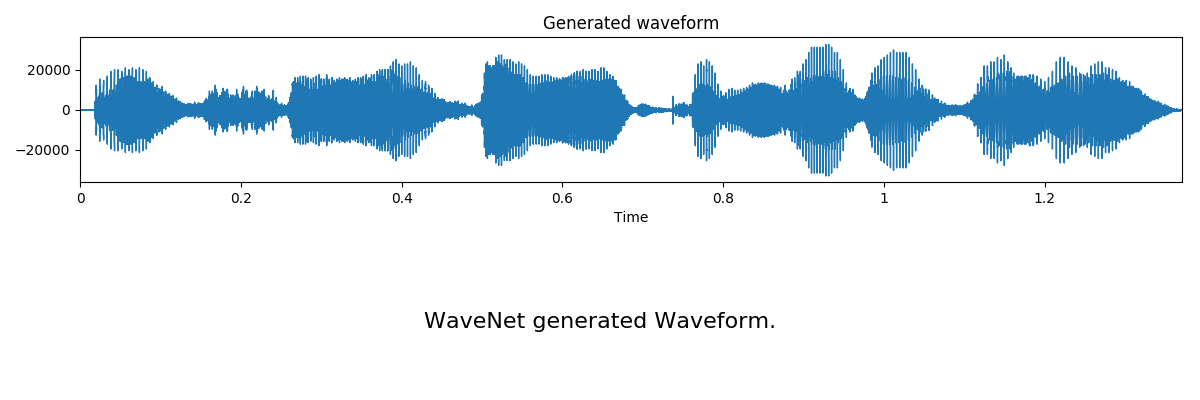 Generated waveform
20000
0
−20000
0 0.2 0.4 0.6 0.8 1 1.2
Time
WaveNet generated Waveform.